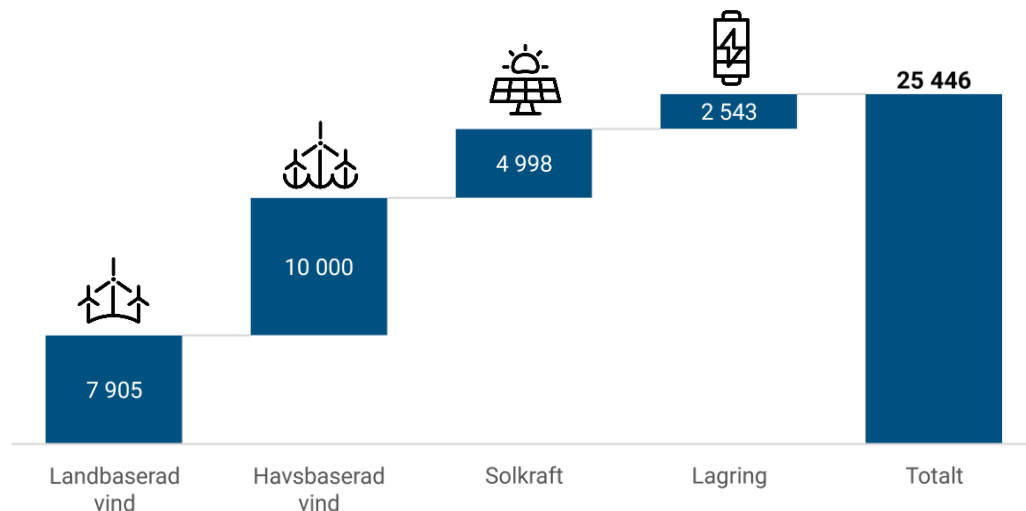 25 446
2 543
4 998
10 000
7 905
Landbaserad
vind
Havsbaserad
vind
Solkraft
Lagring
Totalt